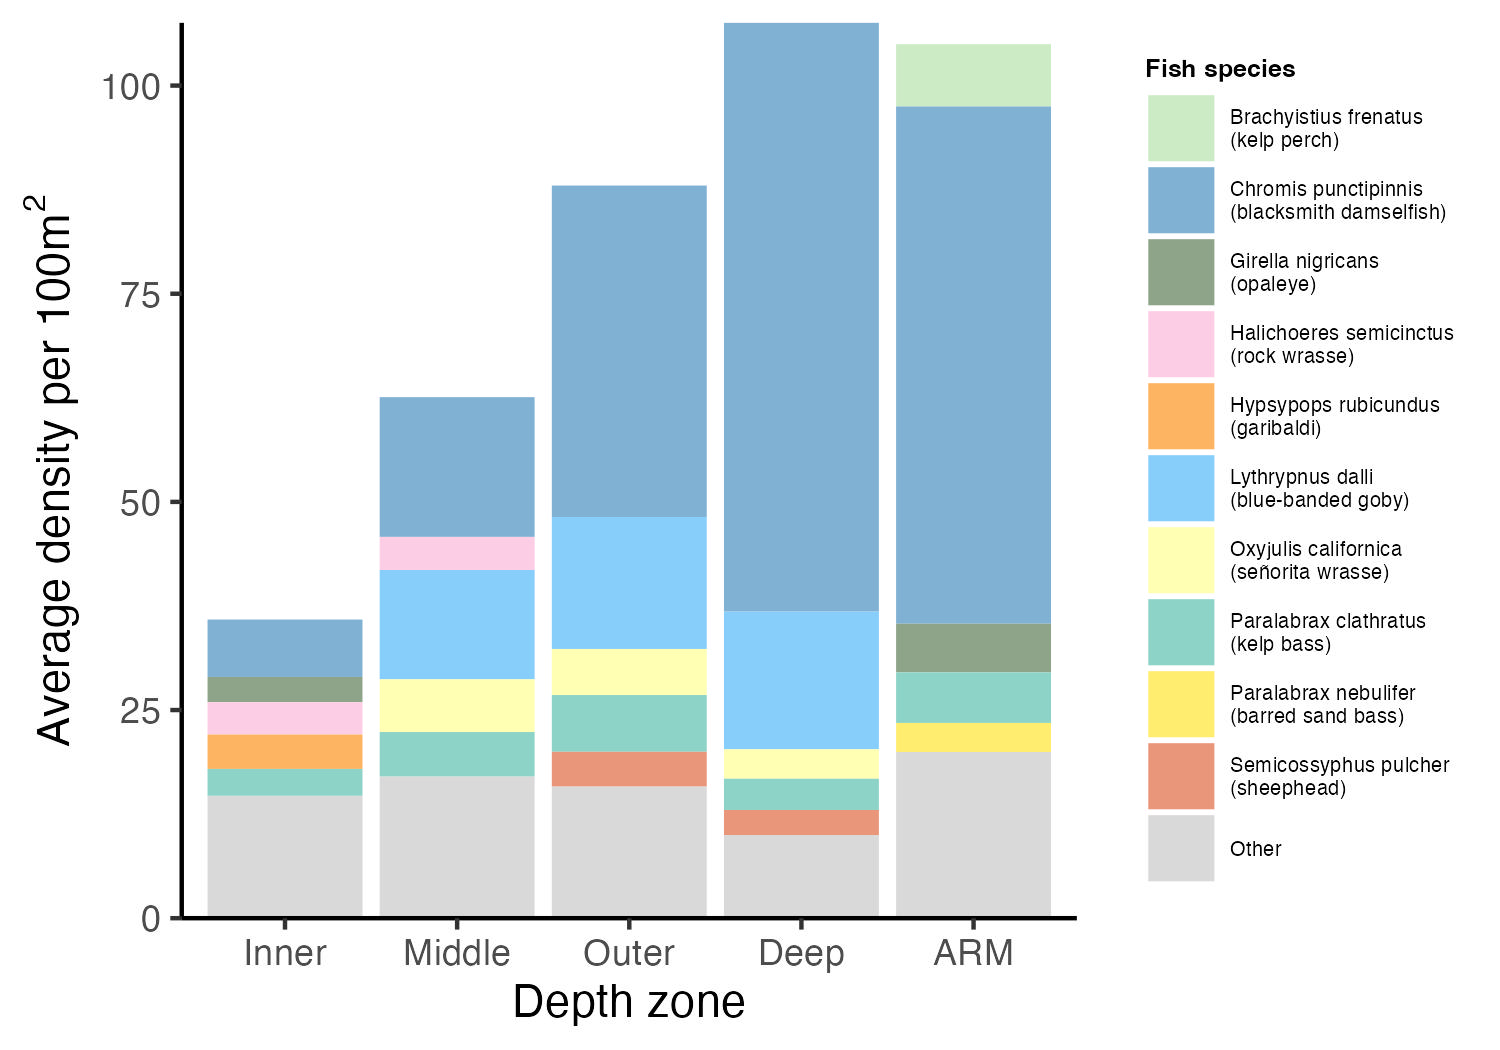 Average density per 100m²
100
75
50
25
0
Inner Middle Outer Deep ARM
Depth zone
Fish species
Brachyistius frenatus
(kelp perch)
Chromis punctipinnis
(blacksmith damselfish)
Girella nigricans
(opaleye)
Halichoeres semicinctus
(rock wrasse)
Hypsypops rubicundus
(garibaldi)
Lythrypnus dalli
(blue-banded goby)
Oxyjulis californica
(señorita wrasse)
Paralabrax clathratus
(kelp bass)
Paralabrax nebulifer
(barred sand bass)
Semicossyphus pulcher
(sheephead)
Other